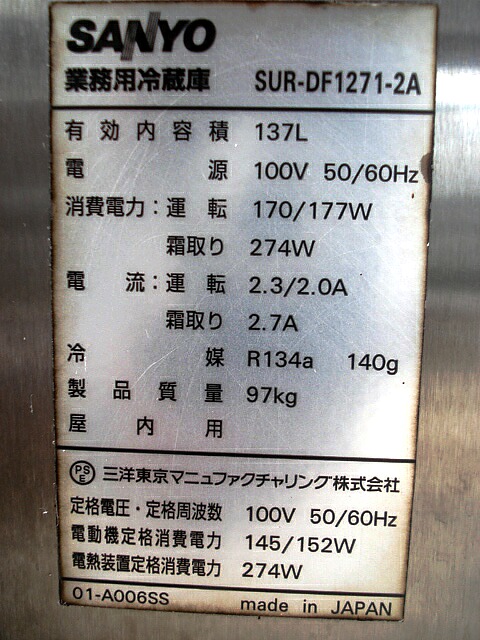 SANYO
業務用冷蔵庫 SUR-DF1271-2A
有効内容積 137L
電源 100V 50/60Hz
消費電力：運転 170/177W
霜取り 274W
電流：運転 2.3/2.0A
霜取り 2.7A
冷媒 R134a 140g
製品質量 97kg
屋内用
PSE 三洋東京マニュファクチャリング株式会社
定格電圧・定格周波数 100V 50/60Hz
電動機定格消費電力 145/152W
電熱装置定格消費電力 274W
01-A006SS made in JAPAN